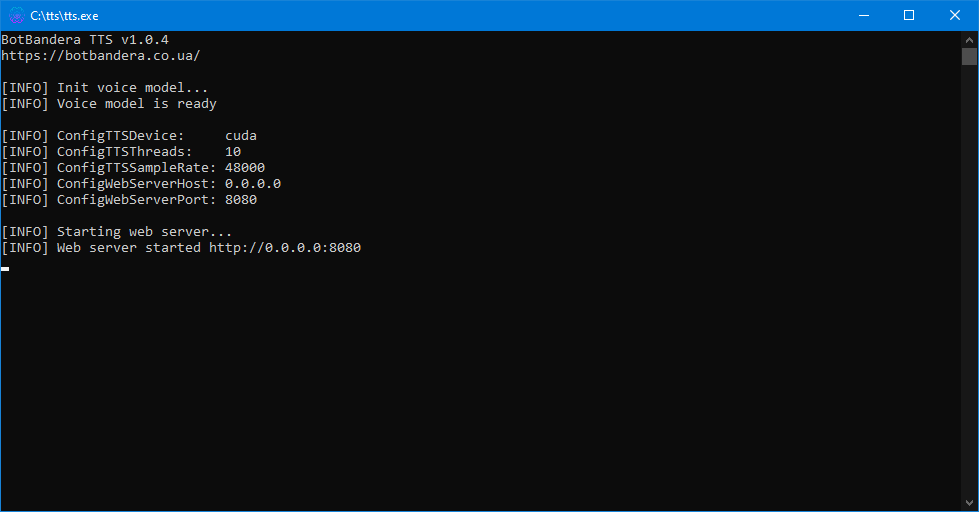 C:\tts\tts.exe
BotBandera TTS v1.0.4
https://botbandera.co.ua/
[INFO] Init voice model...
[INFO] Voice model is ready
[INFO] ConfigTTSDevice:     cuda
[INFO] ConfigTTSThreads:    10
[INFO] ConfigTTSSampleRate: 48000
[INFO] ConfigWebServerHost: 0.0.0.0
[INFO] ConfigWebServerPort: 8080
[INFO] Starting web server...
[INFO] Web server started http://0.0.0.0:8080